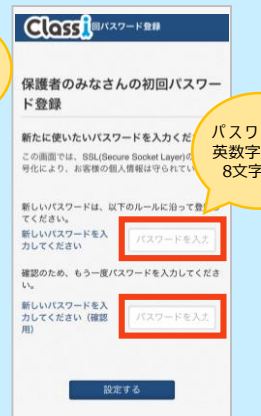 Classi
回パスワード登録
保護者のみなさんの初回パスワー
ド登録
新たに使いたいパスワードを入力くだ
この画面では、SSL(Secure Socket Layer)の
号化により、お客様の個人情報は守られてい
パスワ
英数字
8文字
新しいパスワードは、以下のルールに沿って登
てください。
新しいパスワードを入
力してください
パスワードを入力
確認のため、もう一度パスワードを入力してくださ
い。
新しいパスワードを入
力してください（確認
用）
パスワードを入力
設定する